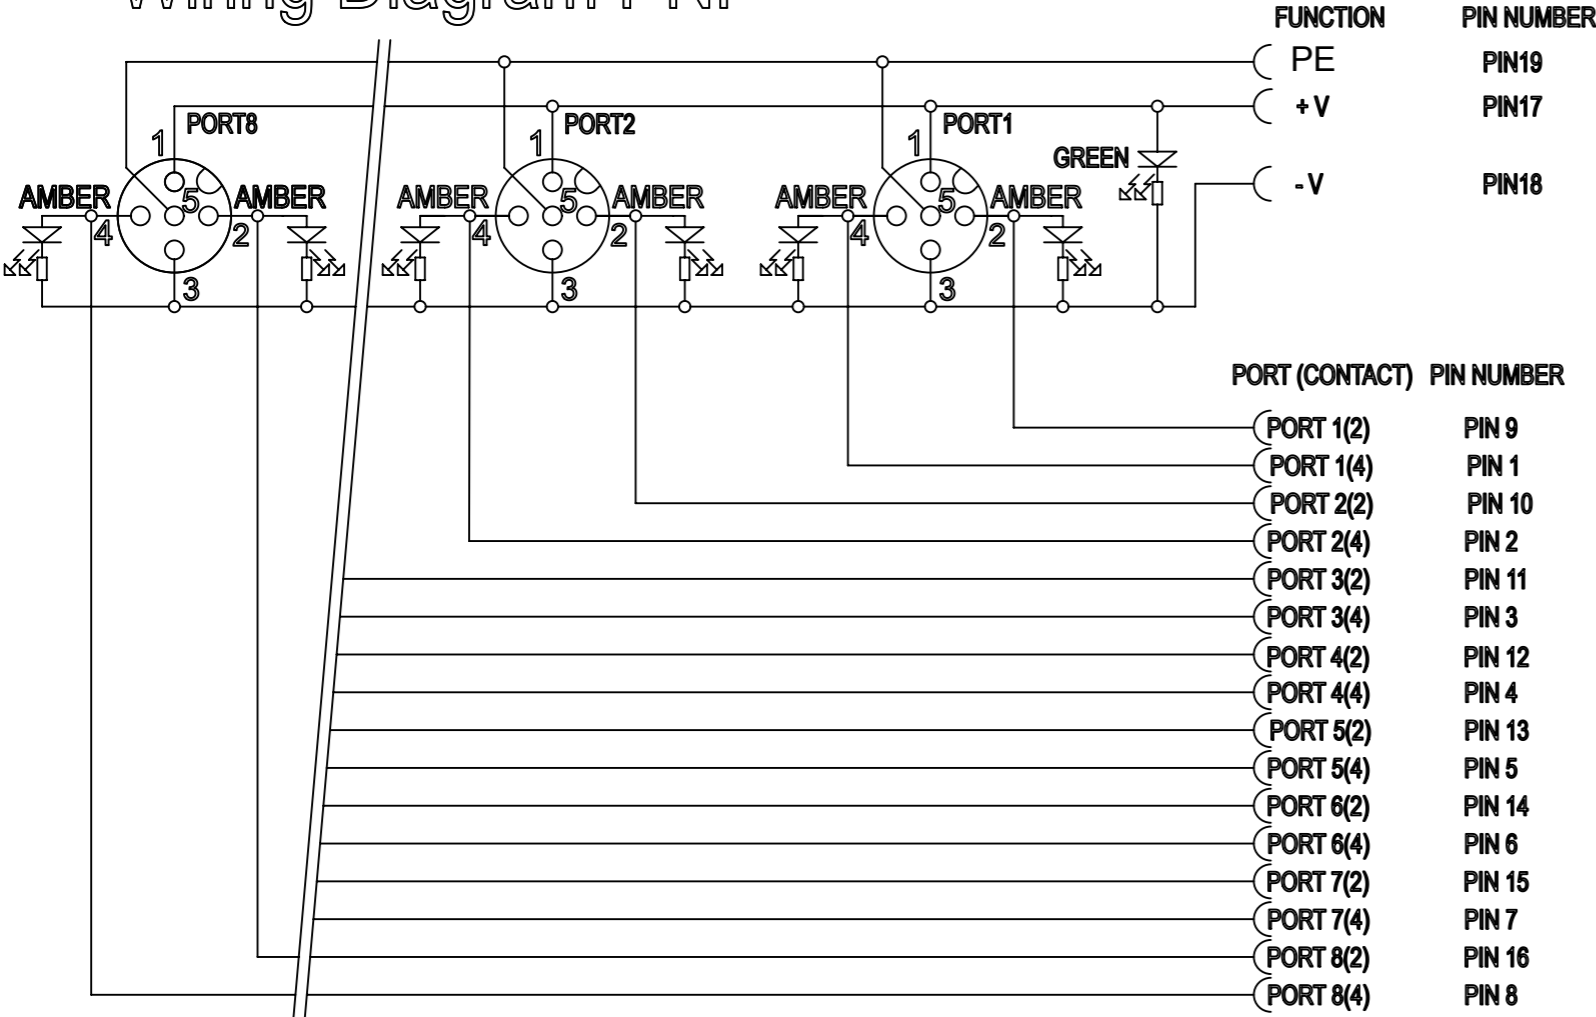 Wiring Diagram PNP
FUNCTION PIN NUMBER
PE PIN19
+V PIN17
-V PIN18
PORT8 PORT2 PORT1
1 1 1
GREEN
AMBER 5 AMBER AMBER 5 AMBER AMBER 5 AMBER
4 2 4 2 4 2
3 3 3
PORT (CONTACT) PIN NUMBER
PORT 1(2) PIN 9
PORT 1(4) PIN 1
PORT 2(2) PIN 10
PORT 2(4) PIN 2
PORT 3(2) PIN 11
PORT 3(4) PIN 3
PORT 4(2) PIN 12
PORT 4(4) PIN 4
PORT 5(2) PIN 13
PORT 5(4) PIN 5
PORT 6(2) PIN 14
PORT 6(4) PIN 6
PORT 7(2) PIN 15
PORT 7(4) PIN 7
PORT 8(2) PIN 16
PORT 8(4) PIN 8